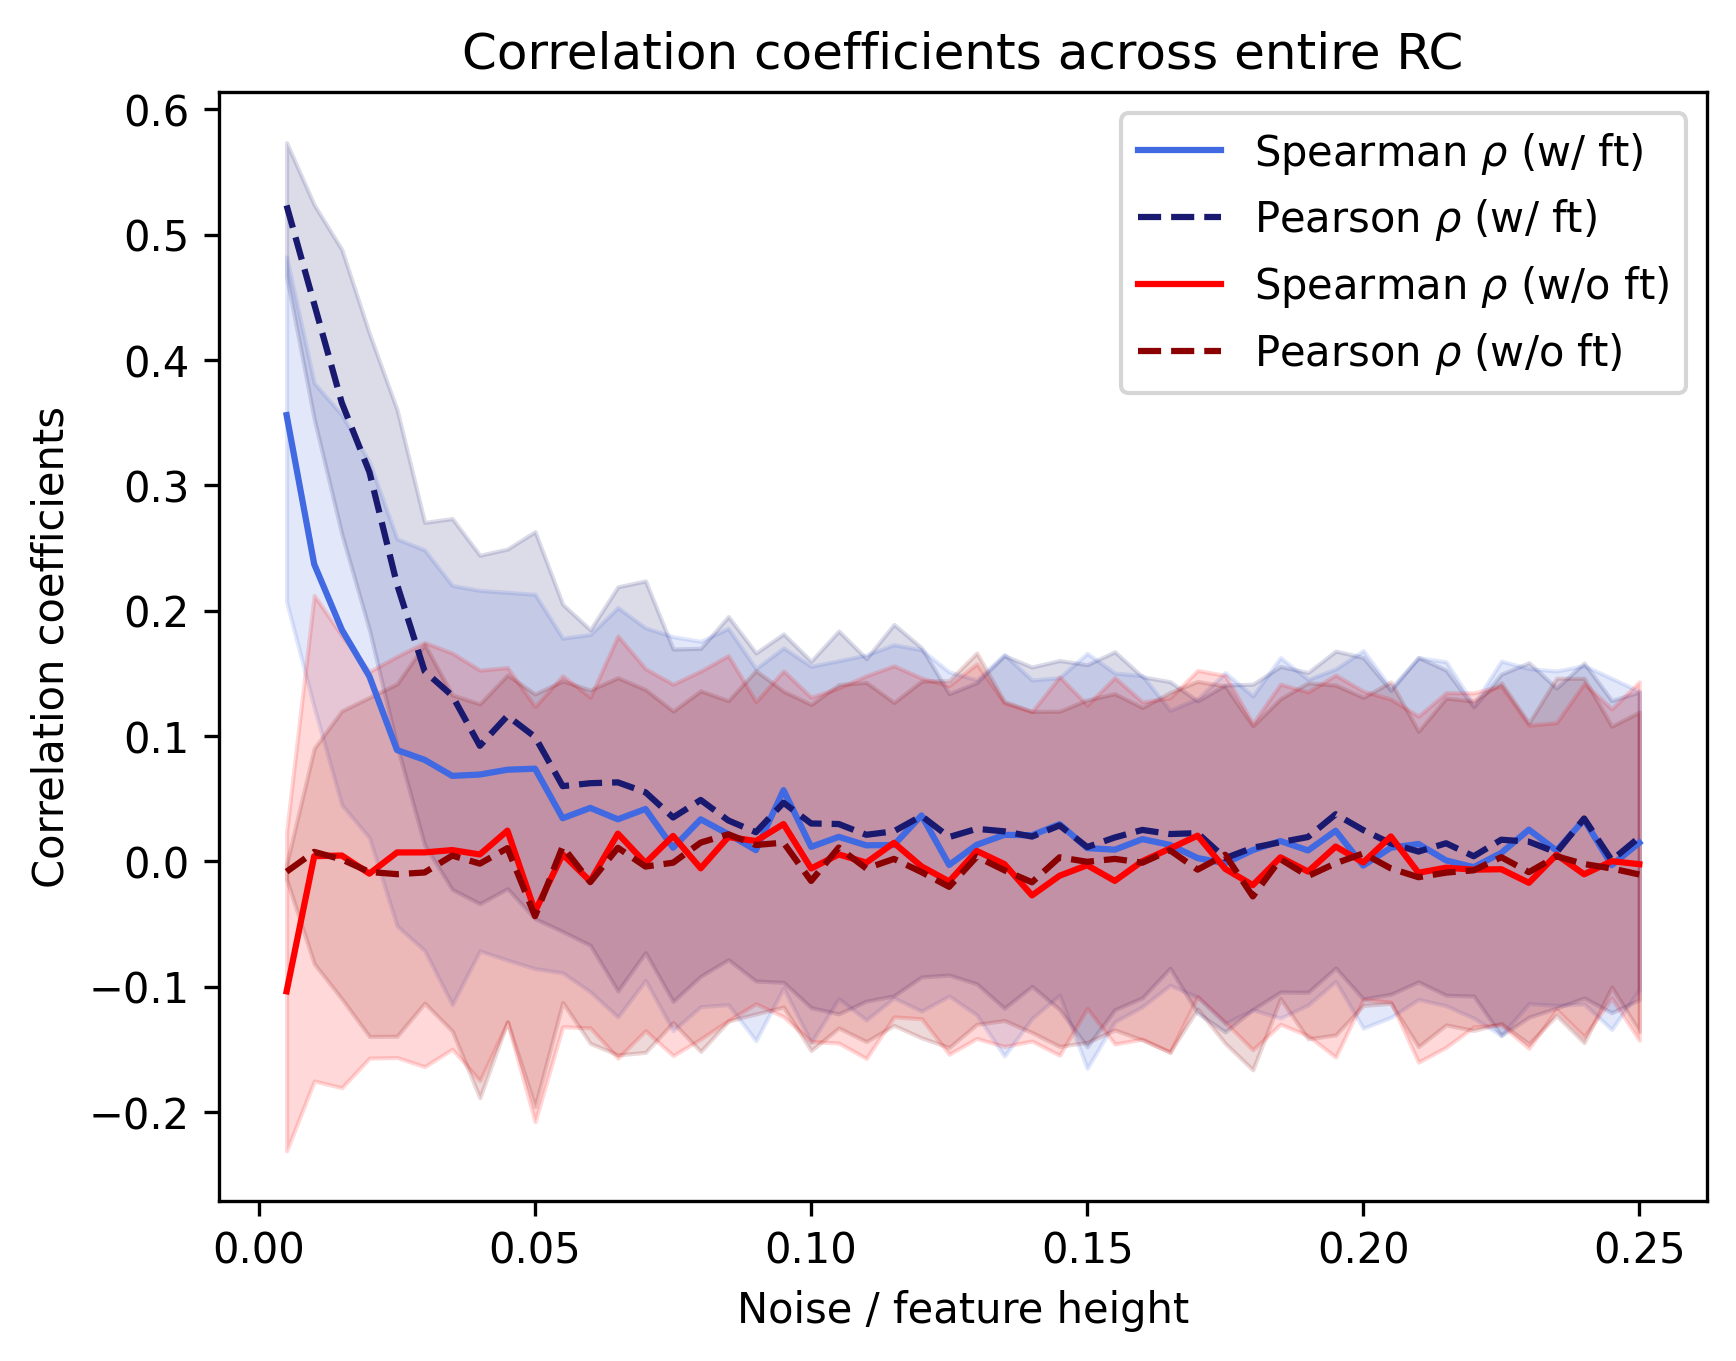 Correlation coefficients across entire RC
Spearman ρ (w/ ft)
Pearson ρ (w/ ft)
Spearman ρ (w/o ft)
Pearson ρ (w/o ft)
Correlation coefficients
0.6
0.5
0.4
0.3
0.2
0.1
0.0
−0.1
−0.2
0.00 0.05 0.10 0.15 0.20 0.25
Noise / feature height